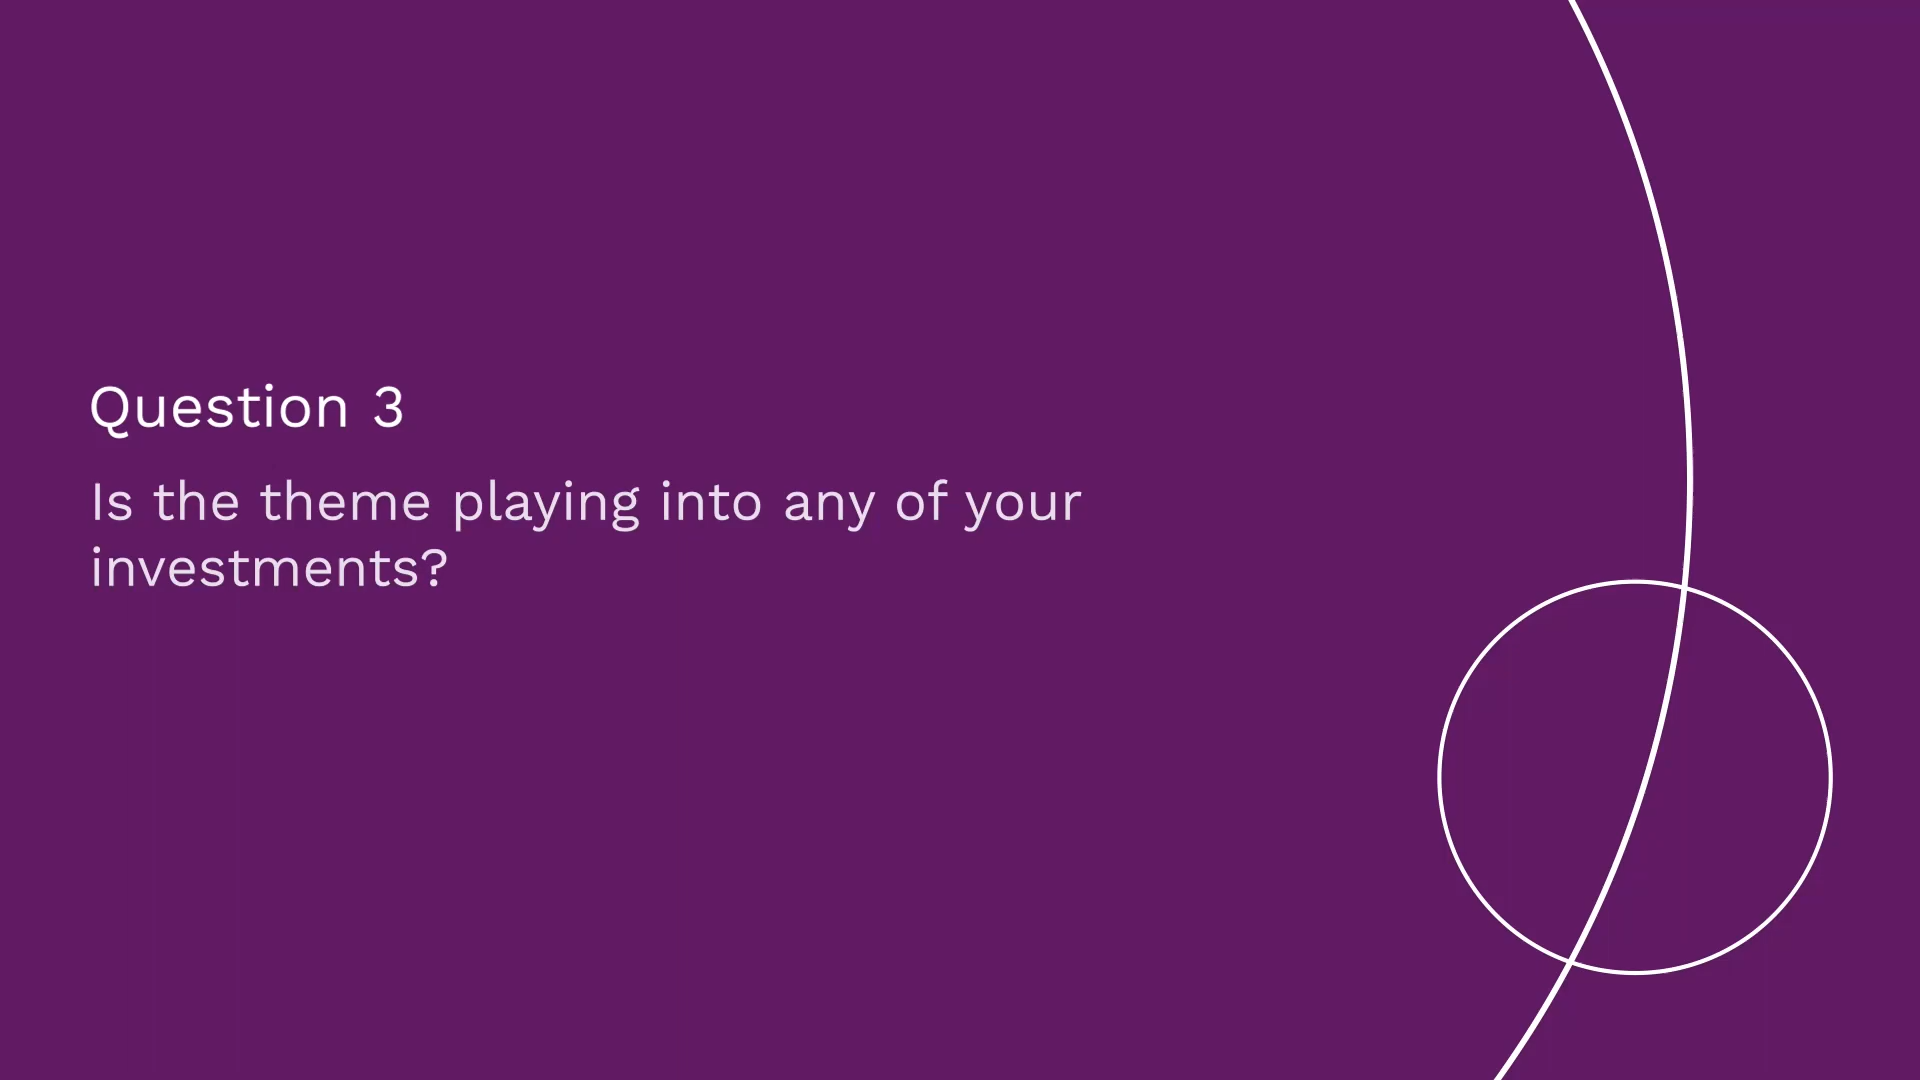 Question 3
Is the theme playing into any of your
investments?